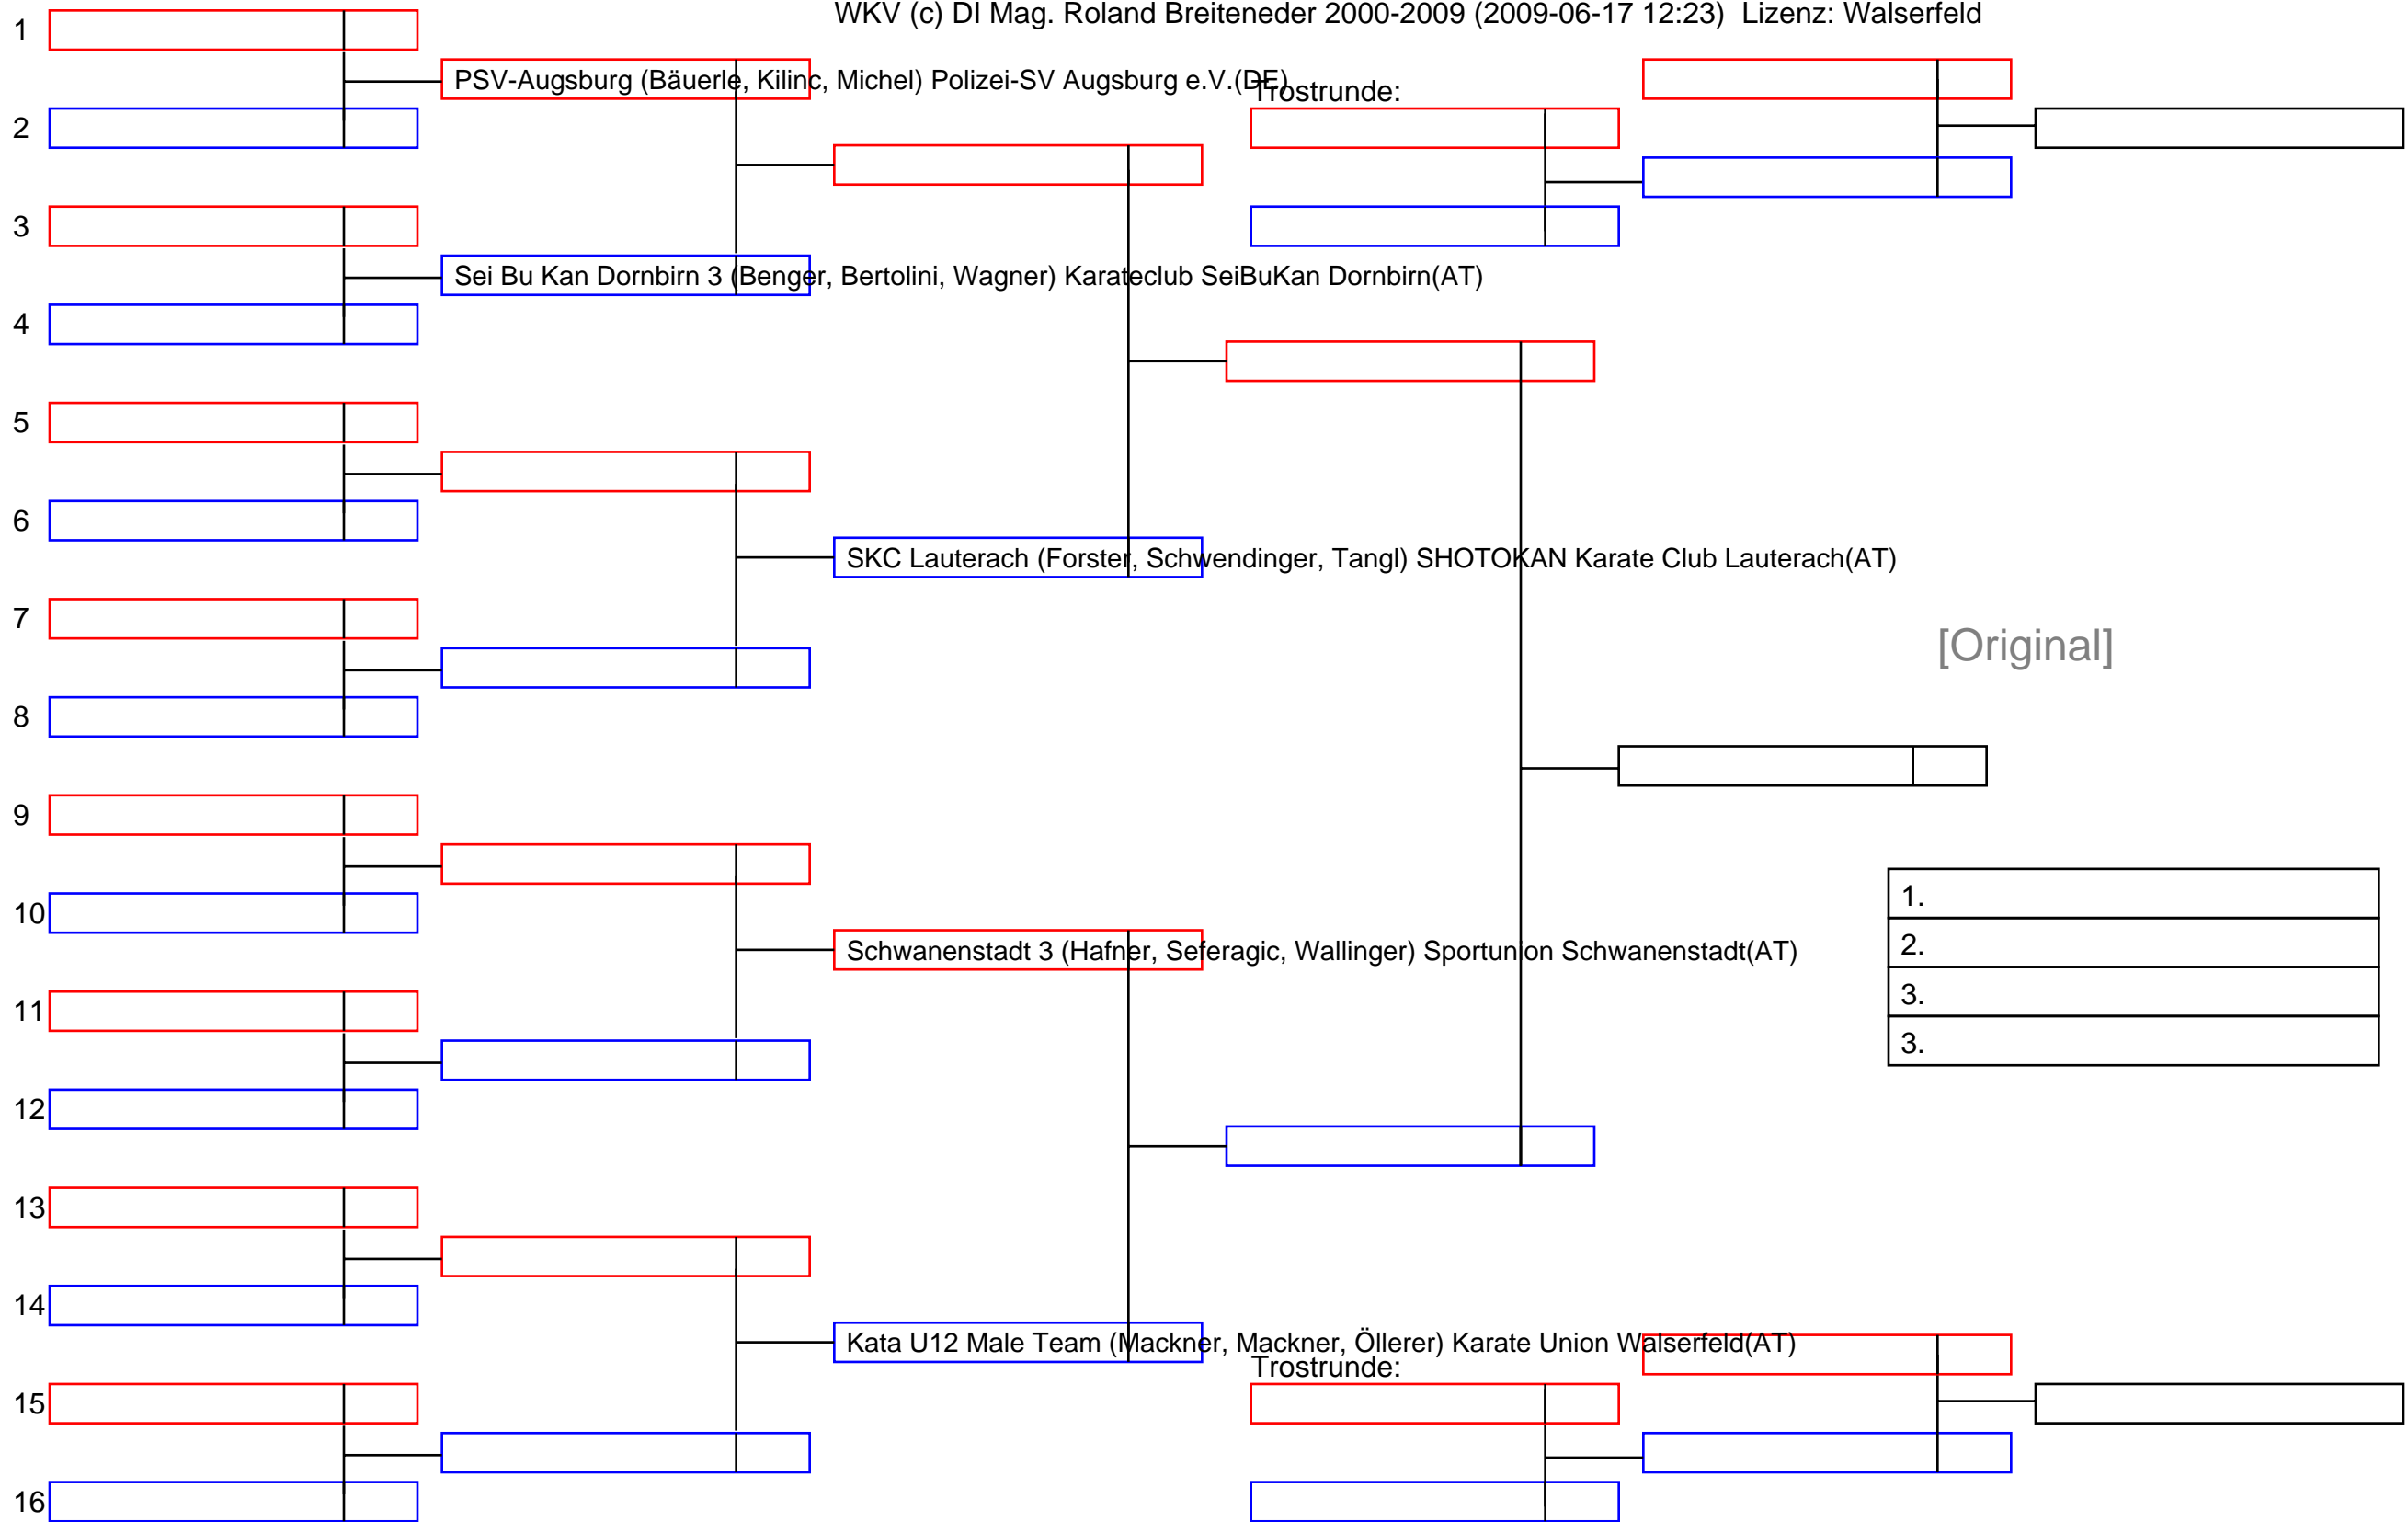 WKV (c) DI Mag. Roland Breiteneder 2000-2009 (2009-06-17 12:23)  Lizenz: Walserfeld
1
PSV-Augsburg (Bäuerle, Kilinc, Michel) Polizei-SV Augsburg e.V.(DE)
Trostrunde:
2
3
Sei Bu Kan Dornbirn 3 (Benger, Bertolini, Wagner) Karateclub SeiBuKan Dornbirn(AT)
4
5
6
SKC Lauterach (Forster, Schwendinger, Tangl) SHOTOKAN Karate Club Lauterach(AT)
7
[Original]
8
9
1.
10
2.
Schwanenstadt 3 (Hafner, Seferagic, Wallinger) Sportunion Schwanenstadt(AT)
3.
11
3.
12
13
14
Kata U12 Male Team (Mackner, Mackner, Öllerer) Karate Union Walserfeld(AT)
Trostrunde:
15
16